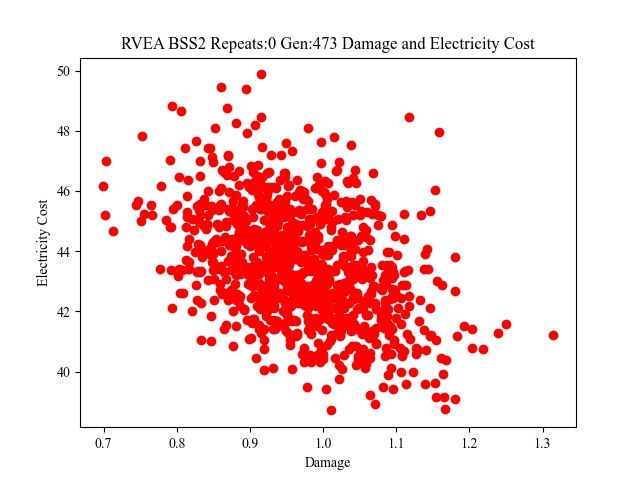 RVEA BSS2 Repeats:0 Gen:473 Damage and Electricity Cost
50
48
46
44
42
40
Electricity Cost
0.7 0.8 0.9 1.0 1.1 1.2 1.3
Damage